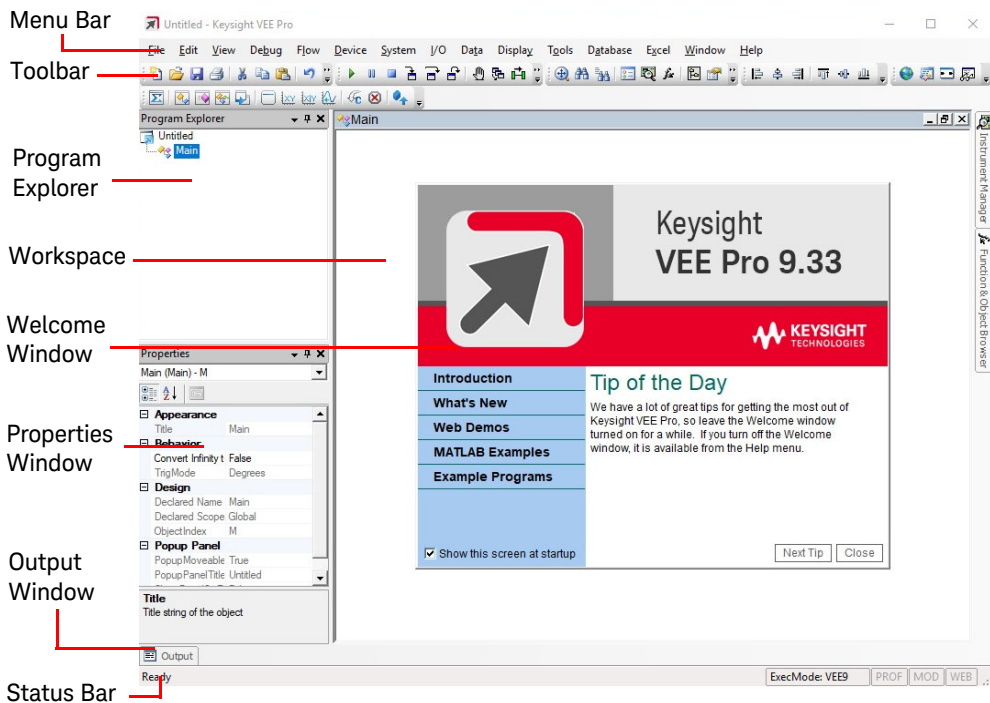 Menu Bar
Toolbar
Program
Explorer
Workspace
Welcome
Window
Properties
Window
Output
Window
Status Bar
Untitled - Keysight VEE Pro
File Edit View Debug Flow Device System I/O Data Display Tools Database Excel Window Help
Program Explorer
Untitled
Main
Main
Keysight
VEE Pro 9.33
KEYSIGHT
TECHNOLOGIES
Introduction
What's New
Web Demos
MATLAB Examples
Example Programs
Show this screen at startup
Tip of the Day
We have a lot of great tips for getting the most out of
Keysight VEE Pro, so leave the Welcome window
turned on for a while. If you turn off the Welcome
window, it is available from the Help menu.
Next Tip Close
Instrument Manager
Function & Object Browser
Properties
Main (Main) - M
Appearance
Title Main
Behavior
Convert Infinity t False
TrigMode Degrees
Design
Declared Name Main
Declared Scope Global
ObjectIndex M
Popup Panel
PopupMoveable True
PopupPanelTitle Untitled
Title
Title string of the object
Output
Ready
ExecMode: VEE9 PROF MOD WEB